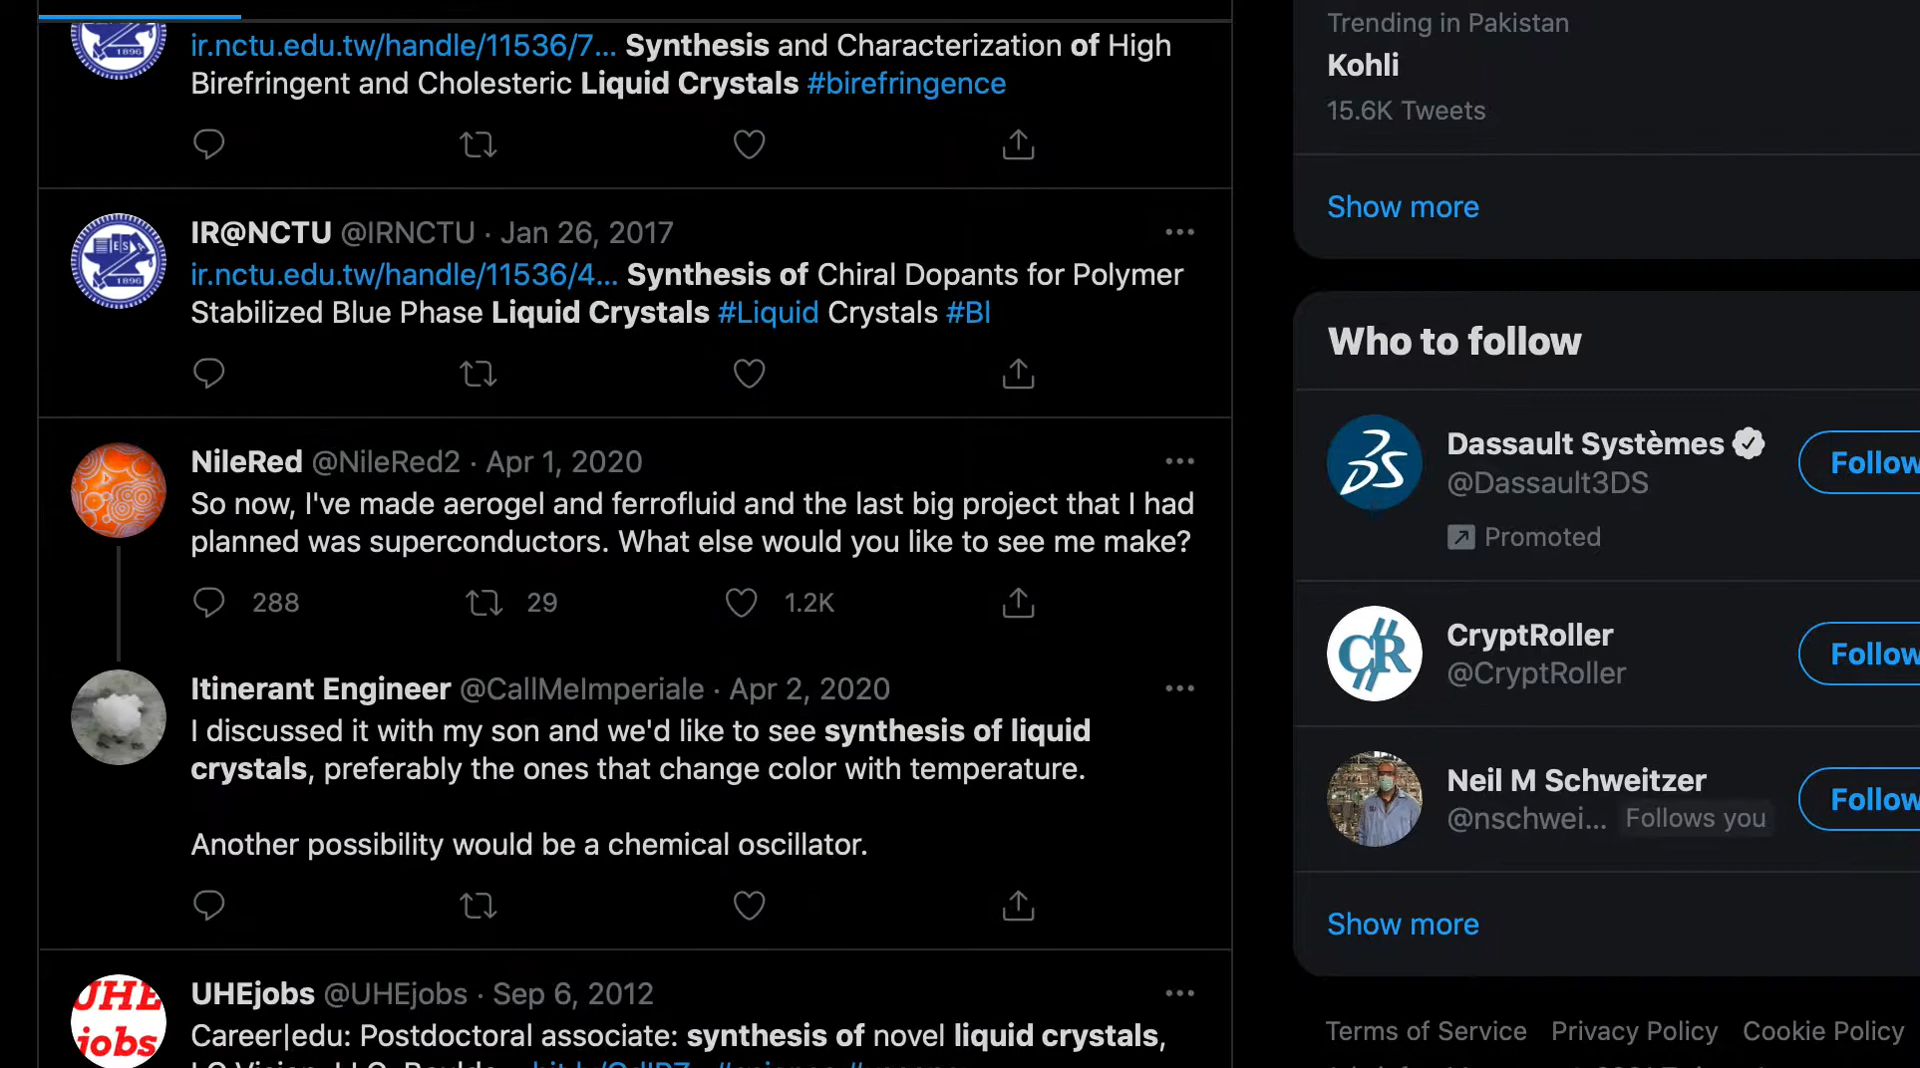 ir.nctu.edu.tw/handle/11536/7... Synthesis and Characterization of High
Birefringent and Cholesteric Liquid Crystals #birefringence
IR@NCTU @IRNCTU · Jan 26, 2017
ir.nctu.edu.tw/handle/11536/4... Synthesis of Chiral Dopants for Polymer
Stabilized Blue Phase Liquid Crystals #Liquid Crystals #Bl
NileRed @NileRed2 · Apr 1, 2020
So now, I've made aerogel and ferrofluid and the last big project that I had
planned was superconductors. What else would you like to see me make?
288 29 1.2K
Itinerant Engineer @CallMeImperiale · Apr 2, 2020
I discussed it with my son and we'd like to see synthesis of liquid
crystals, preferably the ones that change color with temperature.
Another possibility would be a chemical oscillator.
UHEjobs @UHEjobs · Sep 6, 2012
Career|edu: Postdoctoral associate: synthesis of novel liquid crystals,
1896
1896
UHE
jobs
Trending in Pakistan
Kohli
15.6K Tweets
Show more
Who to follow
Dassault Systèmes
@Dassault3DS
Promoted
Follow
CR
CryptRoller
@CryptRoller
Follow
Neil M Schweitzer
@nschwei... Follows you
Follow
Show more
Terms of Service Privacy Policy Cookie Policy